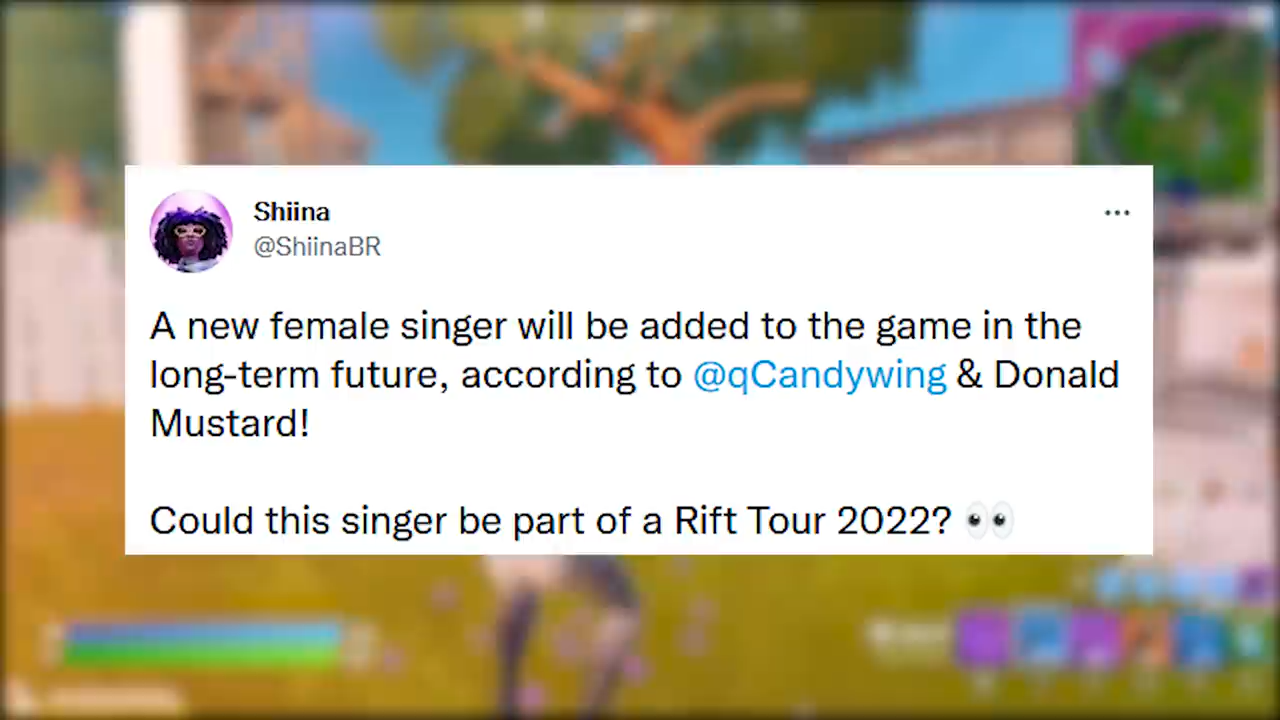 Shiina
@ShiinaBR
A new female singer will be added to the game in the
long-term future, according to @qCandywing & Donald
Mustard!
Could this singer be part of a Rift Tour 2022? 👀